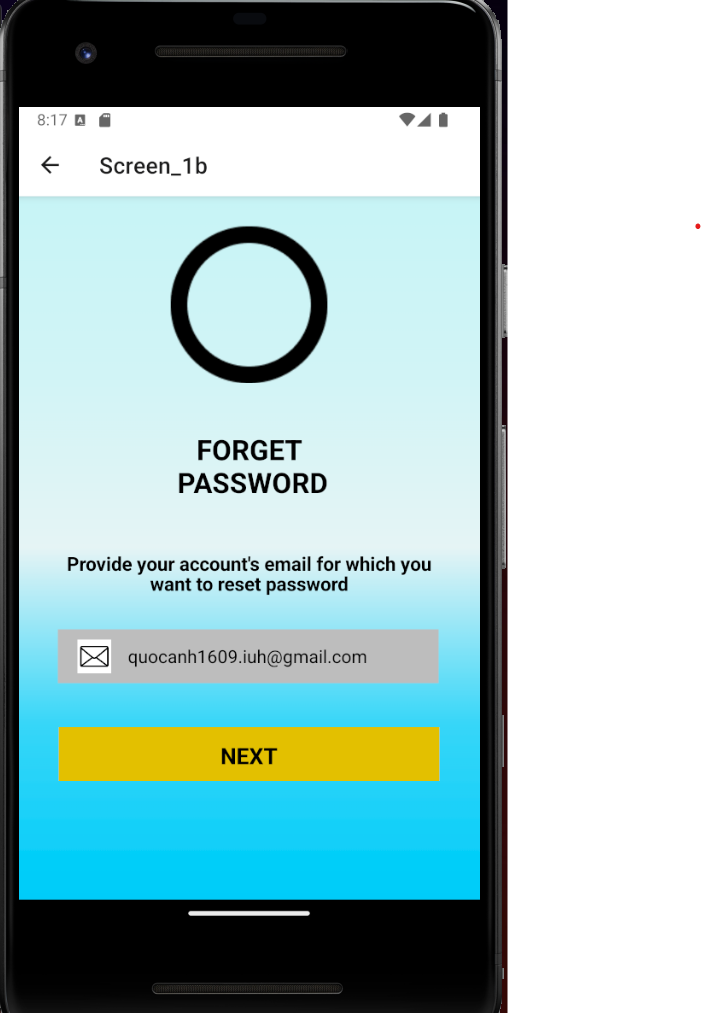 8:17
Screen_1b
FORGET
PASSWORD
Provide your account's email for which you
want to reset password
quocanh1609.iuh@gmail.com
NEXT